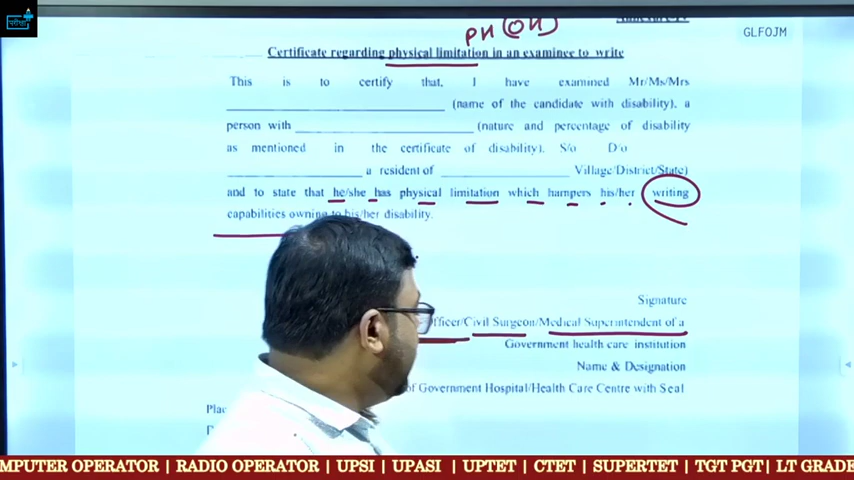 परीक्षा
PH (OH)
GLFOJM
Certificate regarding physical limitation in an examinee to write
This is to certify that, I have examined Mr/Ms/Mrs
(name of the candidate with disability), a
person with (nature and percentage of disability
as mentioned in the certificate of disability). S/o D/o
a resident of Village/District/State)
and to state that he/she has physical limitation which hampers his/her writing
capabilities owning to his/her disability.
Signature
Civil Surgeon/Medical Superintendent of a
Government health care institution
Name & Designation
of Government Hospital/Health Care Centre with Seal
MPUTER OPERATOR | RADIO OPERATOR | UPSI | UPASI | UPTET | CTET | SUPERTET | TGT PGT| LT GRADE